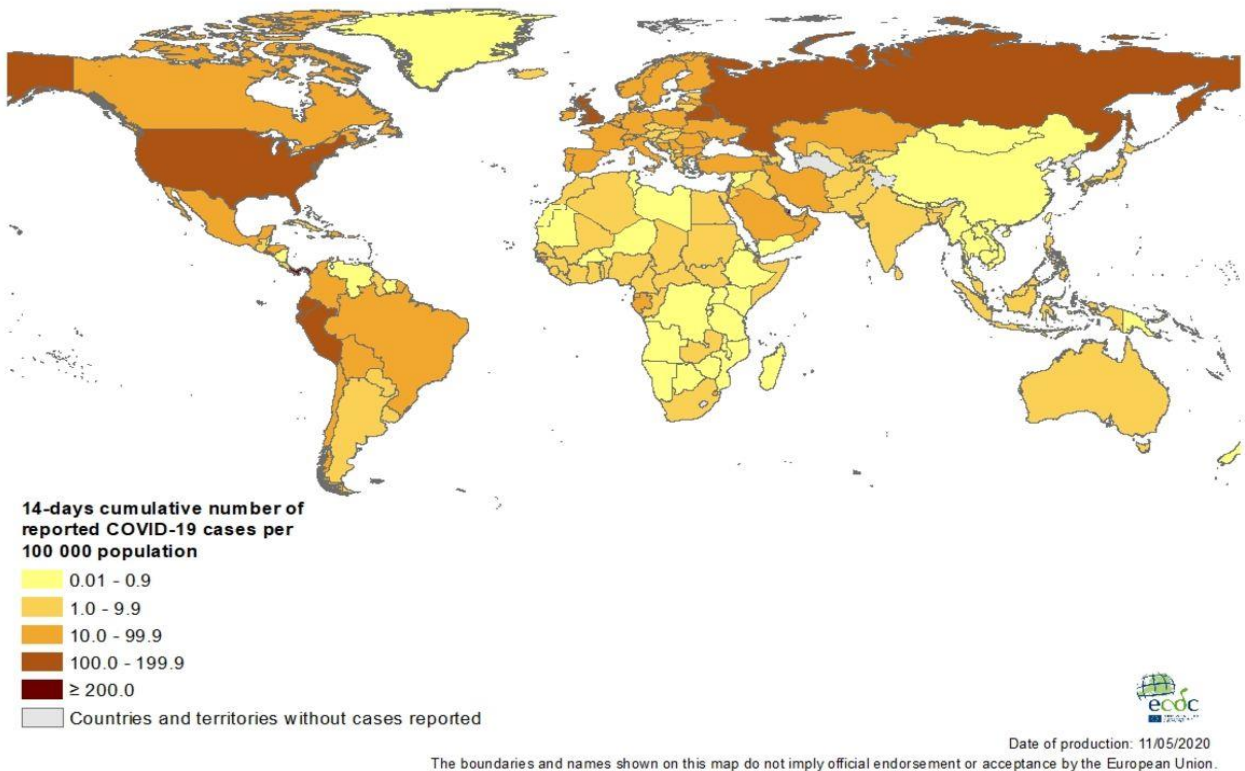 14-days cumulative number of
reported COVID-19 cases per
100 000 population
0.01 - 0.9
1.0 - 9.9
10.0 - 99.9
100.0 - 199.9
≥ 200.0
Countries and territories without cases reported
ecdc
Date of production: 11/05/2020
The boundaries and names shown on this map do not imply official endorsement or acceptance by the European Union.